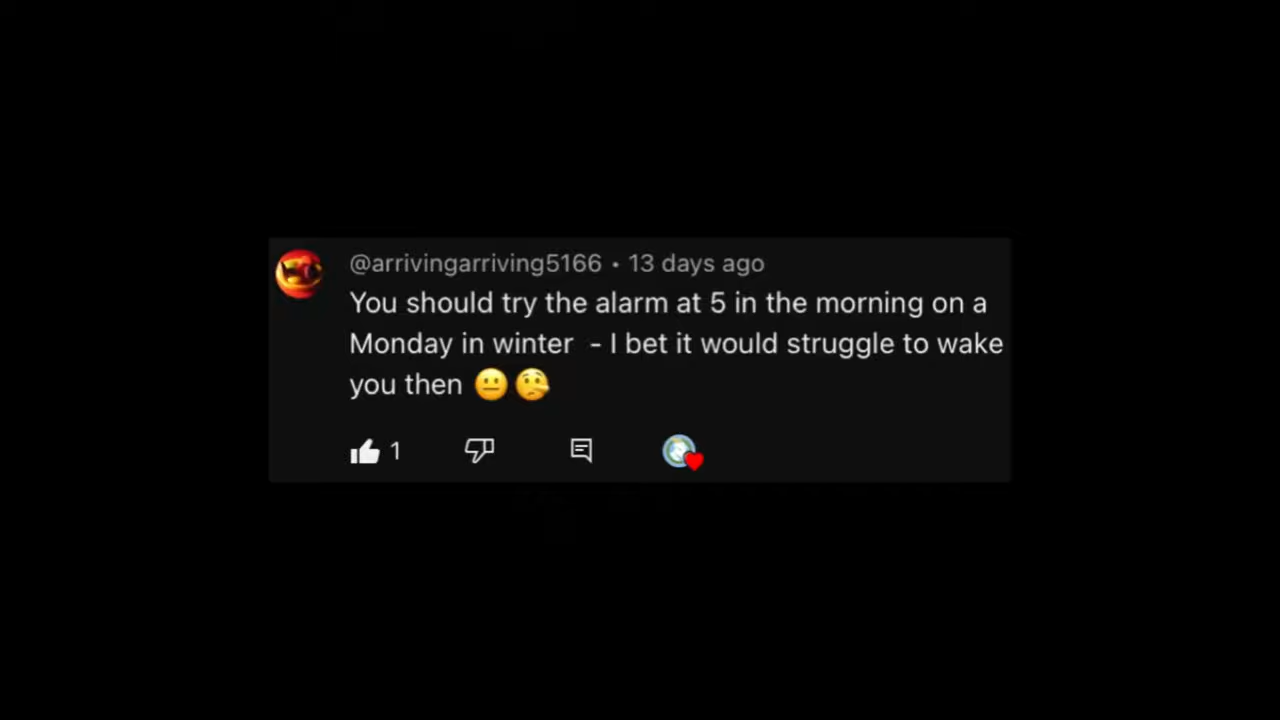 @arrivingarriving5166 • 13 days ago
You should try the alarm at 5 in the morning on a
Monday in winter - I bet it would struggle to wake
you then 😐🤥
1